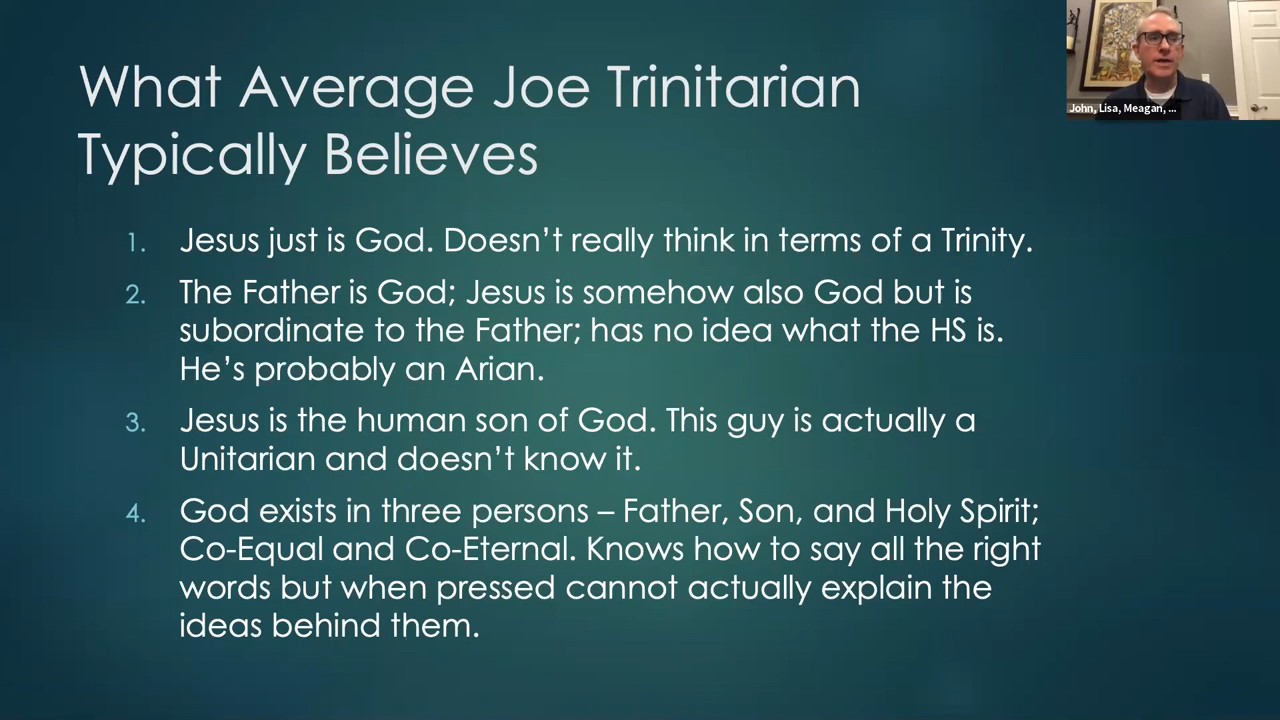 What Average Joe Trinitarian
Typically Believes
1. Jesus just is God. Doesn’t really think in terms of a Trinity.
2. The Father is God; Jesus is somehow also God but is
subordinate to the Father; has no idea what the HS is.
He’s probably an Arian.
3. Jesus is the human son of God. This guy is actually a
Unitarian and doesn’t know it.
4. God exists in three persons – Father, Son, and Holy Spirit;
Co-Equal and Co-Eternal. Knows how to say all the right
words but when pressed cannot actually explain the
ideas behind them.
John, Lisa, Meagan, ...